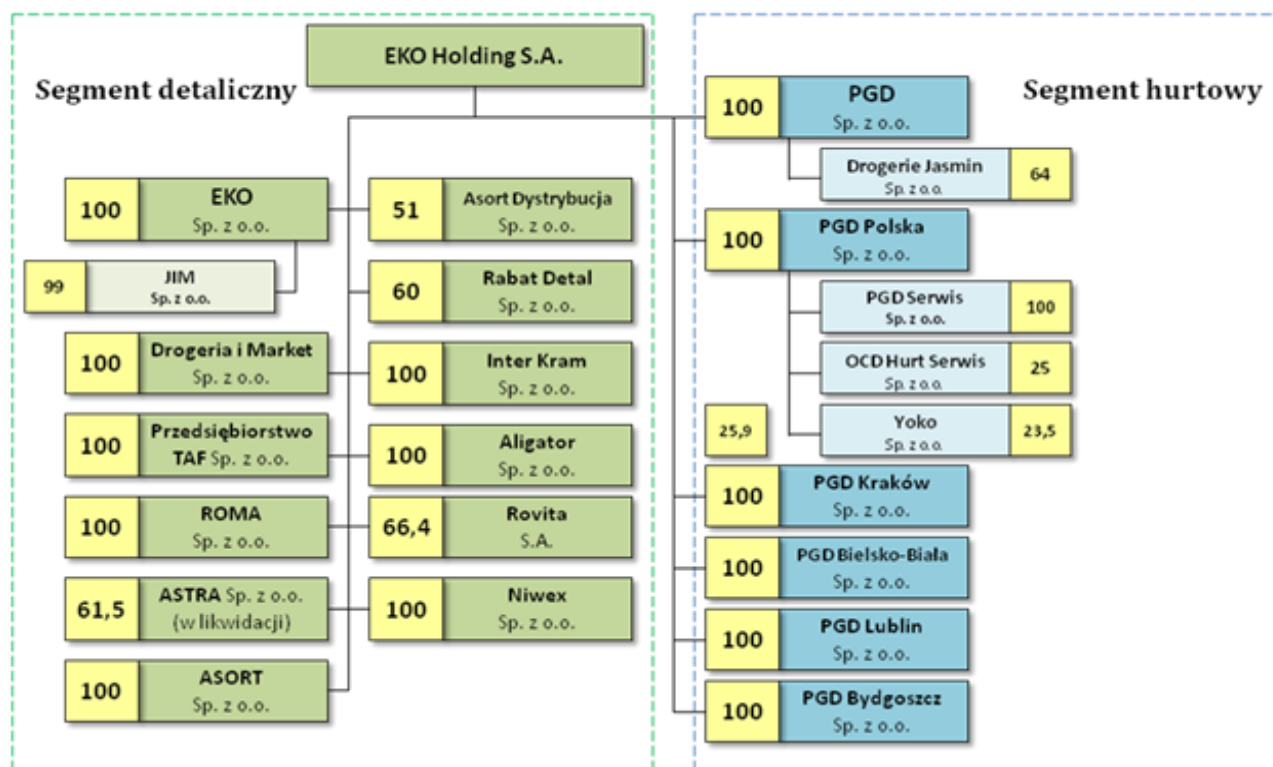 EKO Holding S.A.
Segment detaliczny
100
EKO
Sp. z o.o.
99
JIM
Sp. z o.o.
100
Drogeria i Market
Sp. z o.o.
100
Przedsiębiorstwo
TAF Sp. z o.o.
100
ROMA
Sp. z o.o.
61,5
ASTRA Sp. z o.o.
(w likwidacji)
100
ASORT
Sp. z o.o.
51
Asort Dystrybucja
Sp. z o.o.
60
Rabat Detal
Sp. z o.o.
100
Inter Kram
Sp. z o.o.
100
Aligator
Sp. z o.o.
66,4
Rovita
S.A.
100
Niwex
Sp. z o.o.
Segment hurtowy
100
PGD
Sp. z o.o.
Drogerie Jasmin
Sp. z o.o.
64
100
PGD Polska
Sp. z o.o.
PGD Serwis
Sp. z o.o.
100
OCD Hurt Serwis
Sp. z o.o.
25
25,9
Yoko
Sp. z o.o.
23,5
100
PGD Kraków
Sp. z o.o.
100
PGD Bielsko-Biała
Sp. z o.o.
100
PGD Lublin
Sp. z o.o.
100
PGD Bydgoszcz
Sp. z o.o.